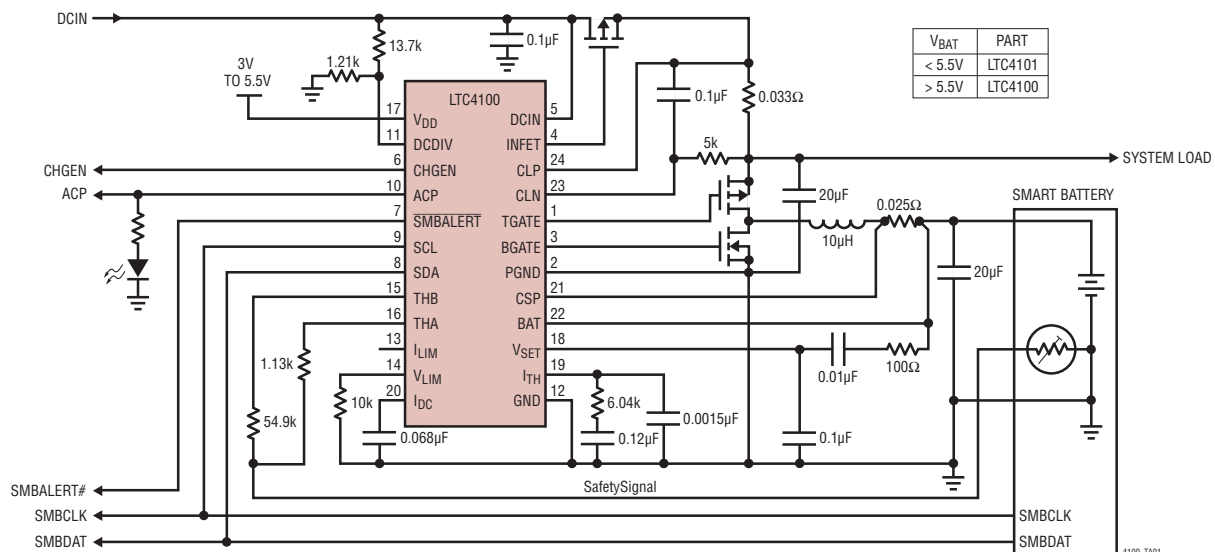 DCIN
3V
TO 5.5V
1.21k
13.7k
0.1µF
LTC4100
17
VDD
11
DCDIV
6
CHGEN
10
ACP
7
SMBALERT
9
SCL
8
SDA
15
THB
16
THA
13
ILIM
14
VLIM
20
IDC
DCIN
5
INFET
4
CLP
24
CLN
23
TGATE
1
BGATE
3
PGND
2
CSP
21
BAT
22
VSET
18
ITH
19
GND
12
CHGEN
ACP
1.13k
54.9k
10k
0.068µF
6.04k
0.12µF
0.0015µF
0.1µF
0.033Ω
5k
20µF
10µH
0.025Ω
20µF
0.01µF
100Ω
0.1µF
VBAT PART
< 5.5V LTC4101
> 5.5V LTC4100
SYSTEM LOAD
SMART BATTERY
SafetySignal
SMBALERT#
SMBCLK
SMBDAT
SMBCLK
SMBDAT
4100 TA01